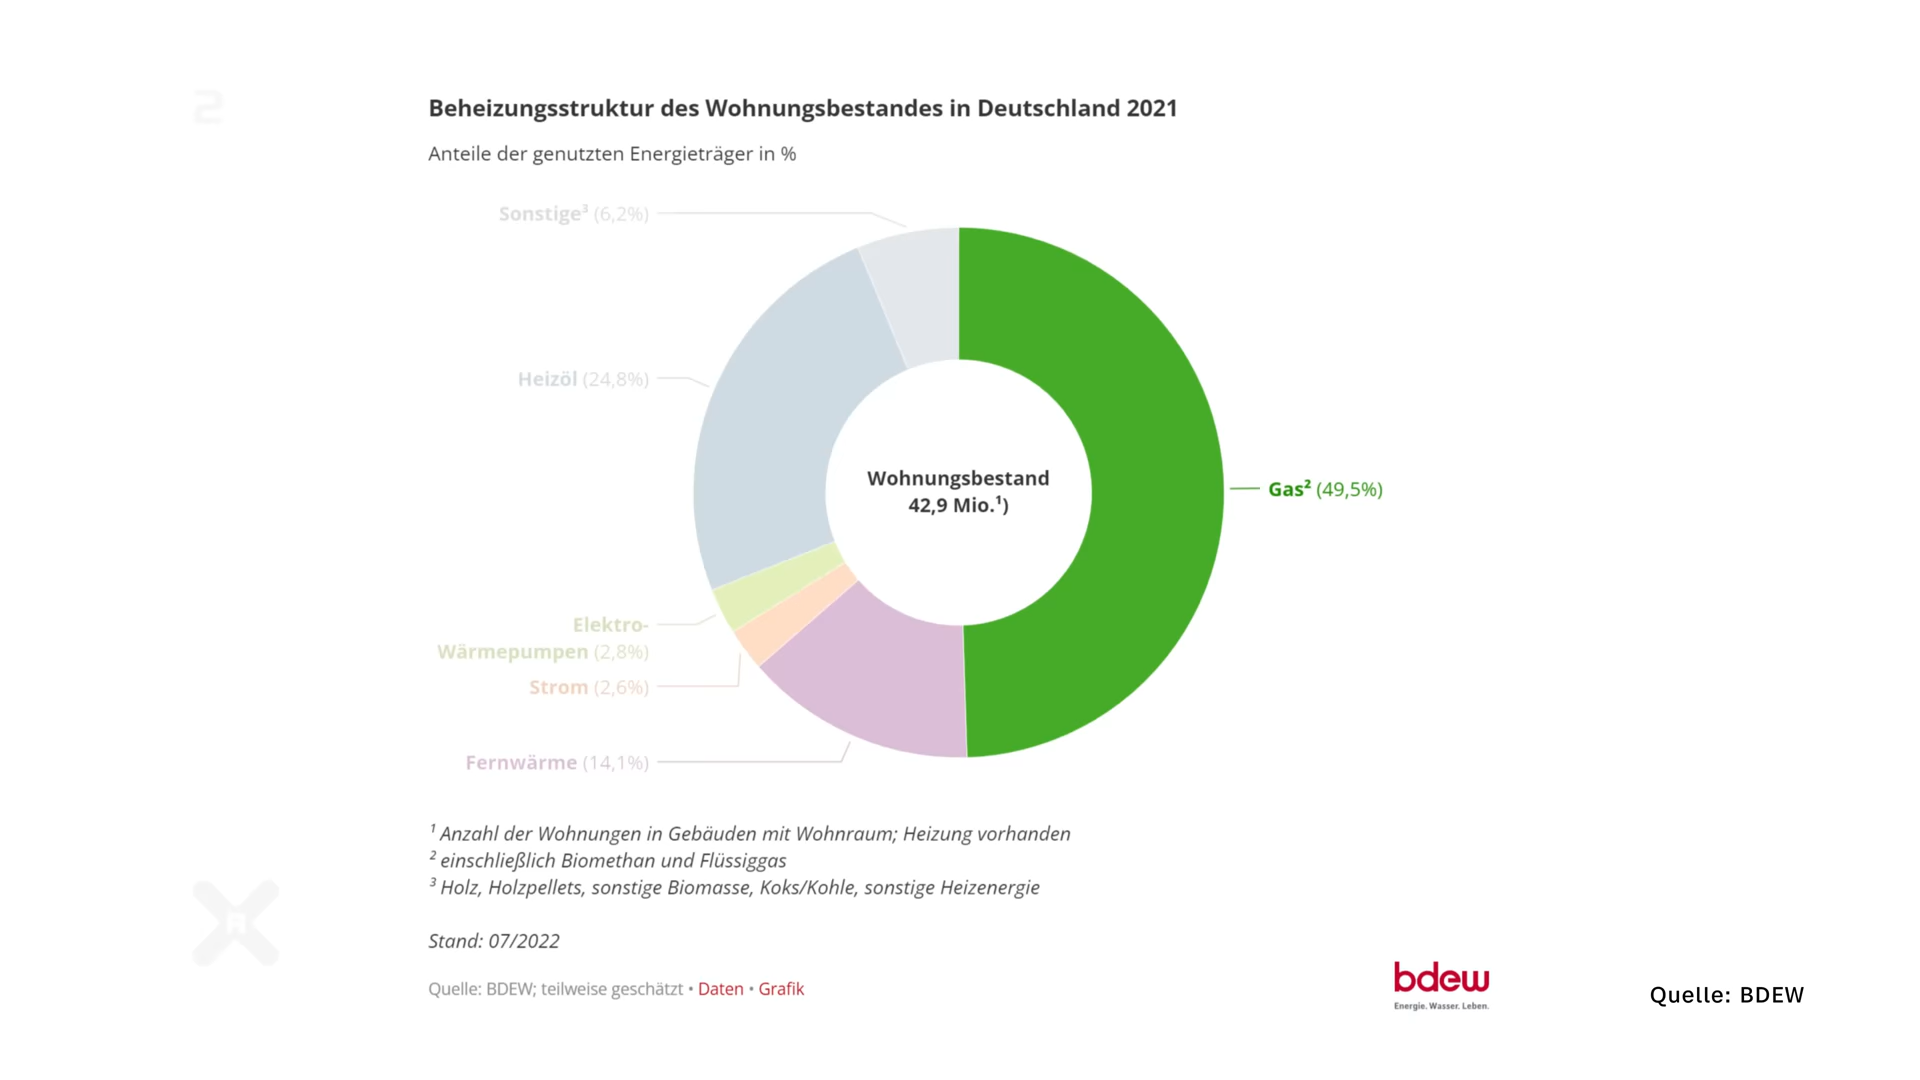 2
Beheizungsstruktur des Wohnungsbestandes in Deutschland 2021
Anteile der genutzten Energieträger in %
Sonstige³ (6,2%)
Heizöl (24,8%)
Wohnungsbestand
42,9 Mio.¹)
Gas² (49,5%)
Elektro-
Wärmepumpen (2,8%)
Strom (2,6%)
Fernwärme (14,1%)
¹ Anzahl der Wohnungen in Gebäuden mit Wohnraum; Heizung vorhanden
² einschließlich Biomethan und Flüssiggas
³ Holz, Holzpellets, sonstige Biomasse, Koks/Kohle, sonstige Heizenergie
R
Stand: 07/2022
Quelle: BDEW; teilweise geschätzt • Daten • Grafik
bdew
Energie. Wasser. Leben.
Quelle: BDEW